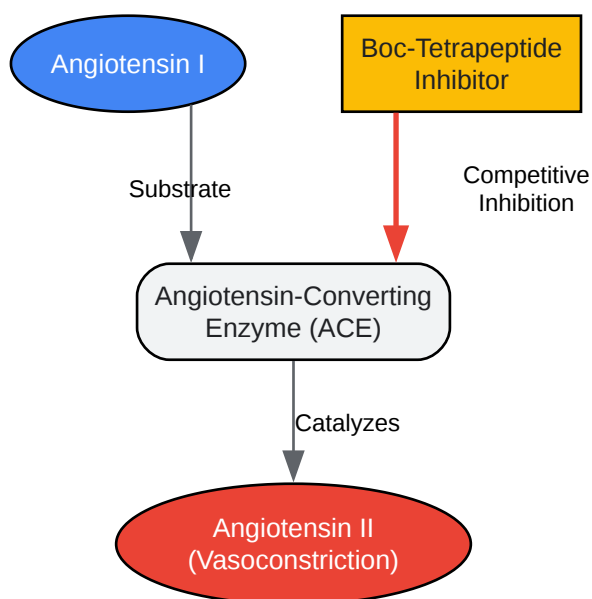 Angiotensin I
Boc-Tetrapeptide
Inhibitor
Substrate
Competitive
Inhibition
Angiotensin-Converting
Enzyme (ACE)
Catalyzes
Angiotensin II
(Vasoconstriction)